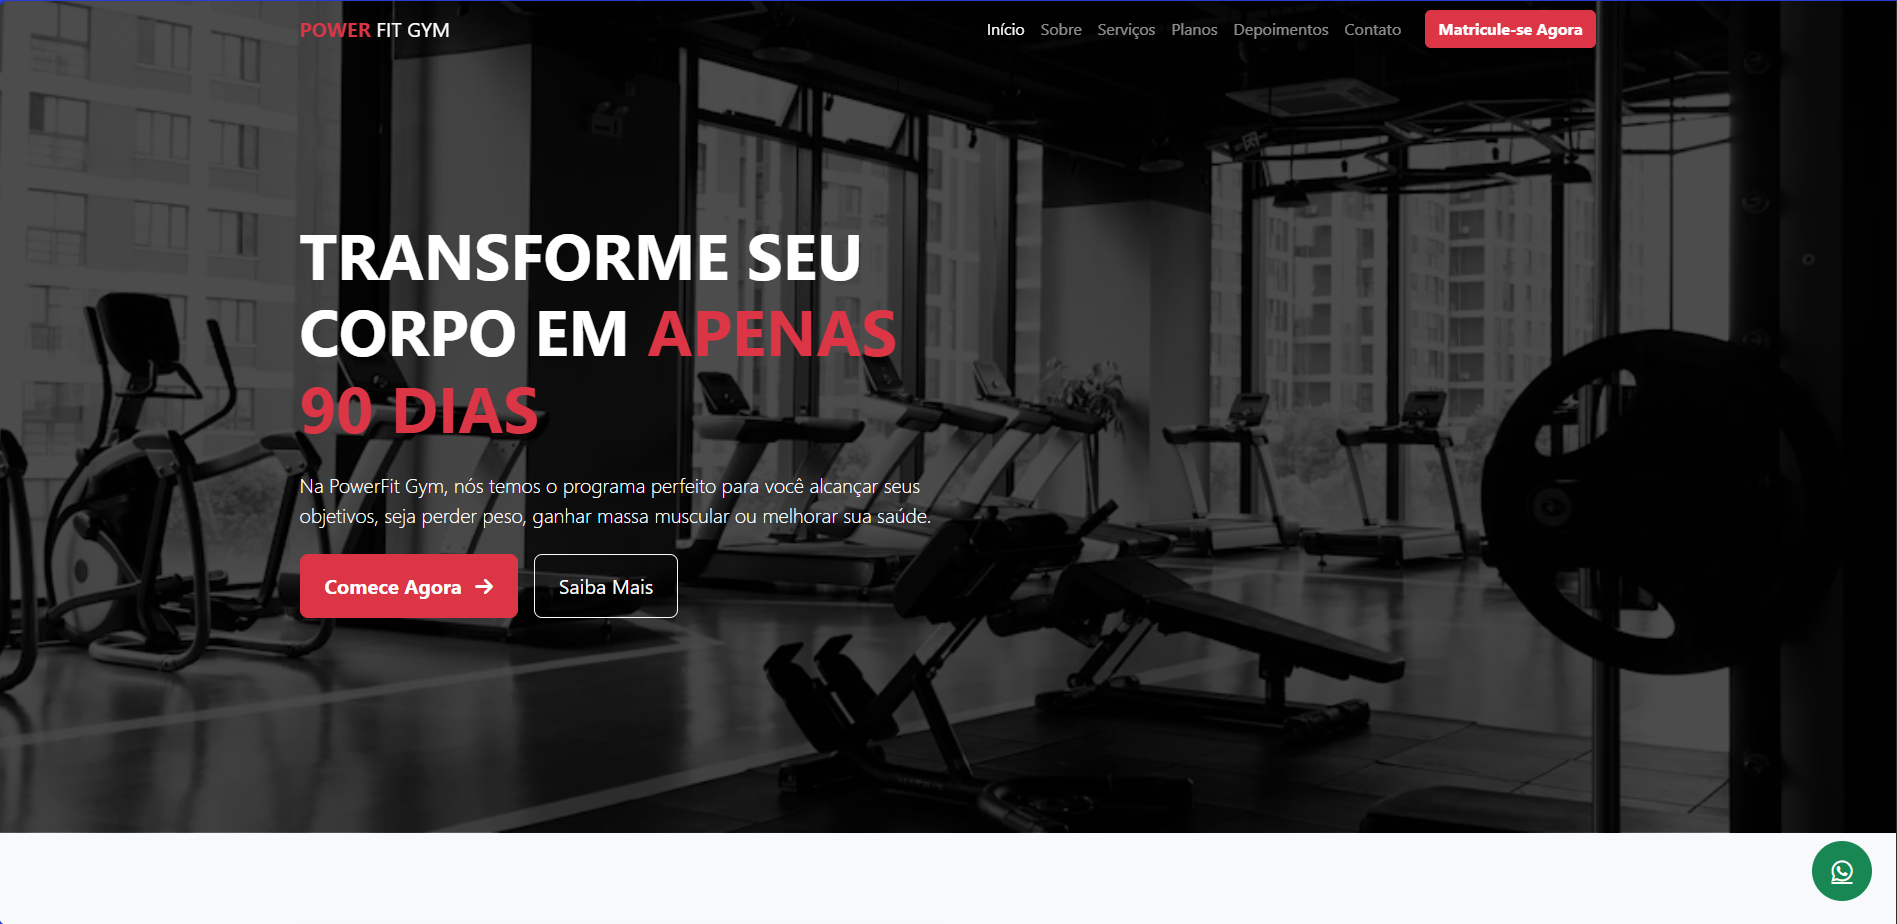 POWER FIT GYM
Início Sobre Serviços Planos Depoimentos Contato Matricule-se Agora
TRANSFORME SEU
CORPO EM APENAS
90 DIAS
Na PowerFit Gym, nós temos o programa perfeito para você alcançar seus
objetivos, seja perder peso, ganhar massa muscular ou melhorar sua saúde.
Comece Agora → Saiba Mais